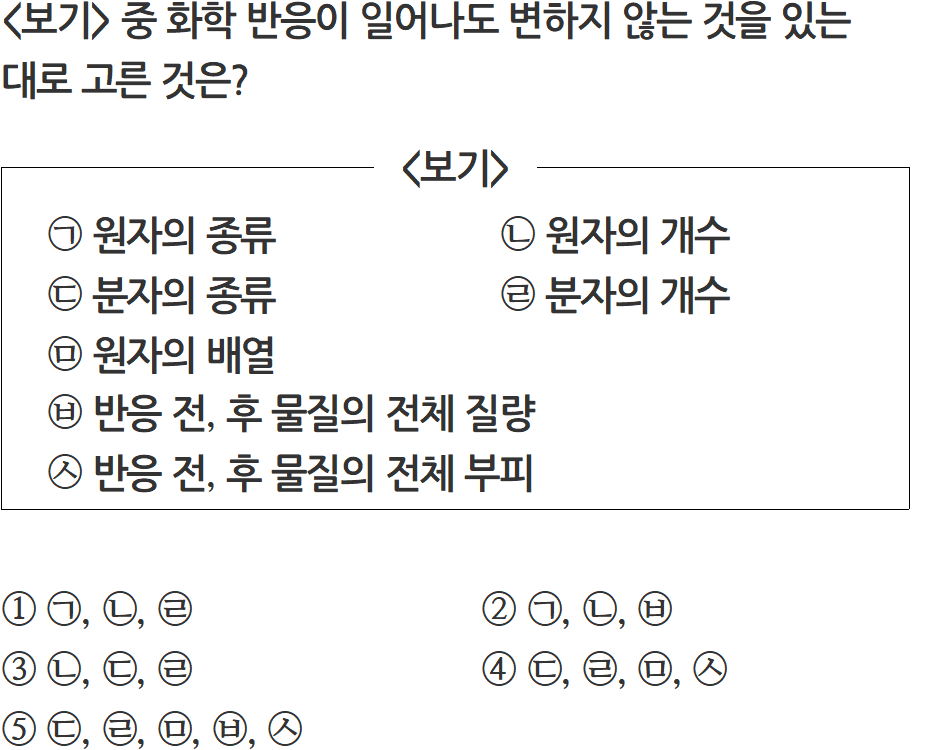 <보기> 중 화학 반응이 일어나도 변하지 않는 것을 있는
대로 고른 것은?
<보기>
㉠ 원자의 종류 ㉡ 원자의 개수
㉢ 분자의 종류 ㉣ 분자의 개수
㉤ 원자의 배열
㉥ 반응 전, 후 물질의 전체 질량
㉦ 반응 전, 후 물질의 전체 부피
① ㉠, ㉡, ㉣ ② ㉠, ㉡, ㉥
③ ㉡, ㉢, ㉣ ④ ㉢, ㉣, ㉤, ㉦
⑤ ㉢, ㉣, ㉤, ㉥, ㉦